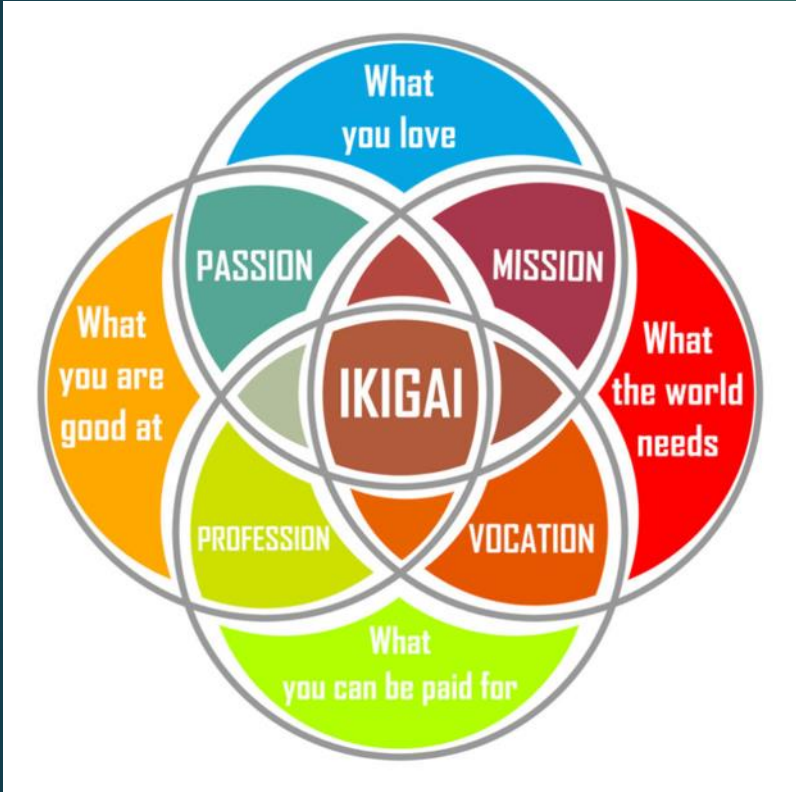 What
you love
PASSION
MISSION
What
you are
good at
IKIGAI
What
the world
needs
PROFESSION
VOCATION
What
you can be paid for